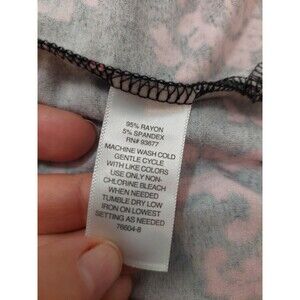 95% RAYON
5% SPANDEX
RN# 93677
MACHINE WASH COLD
GENTLE CYCLE
WITH LIKE COLORS
USE ONLY NON-
CHLORINE BLEACH
WHEN NEEDED
TUMBLE DRY LOW
IRON ON LOWEST
SETTING AS NEEDED
78604-8